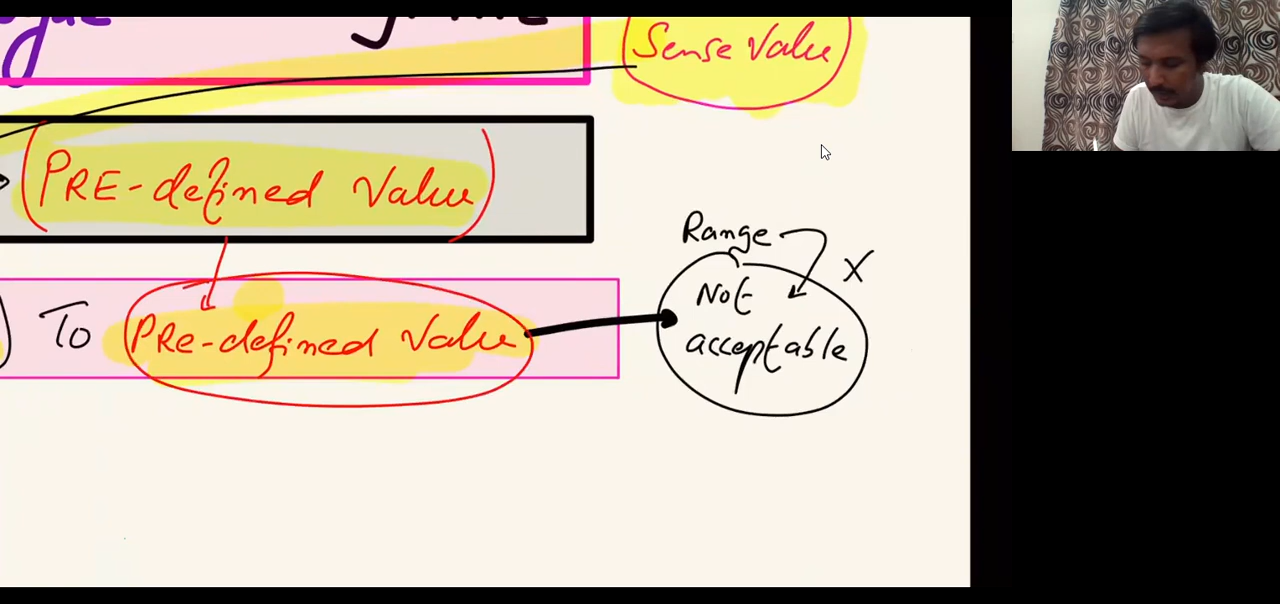 Sense Value
(PRE-defined Value)
Range
X
Not
) To PRe-defined Value
acceptable